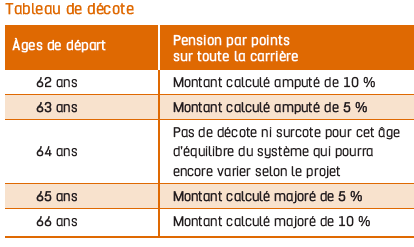 Tableau de décote
Âges de départ
Pension par points
sur toute la carrière
62 ans
Montant calculé amputé de 10 %
63 ans
Montant calculé amputé de 5 %
64 ans
Pas de décote ni surcote pour cet âge
d'équilibre du système qui pourra
encore varier selon le projet
65 ans
Montant calculé majoré de 5 %
66 ans
Montant calculé majoré de 10 %